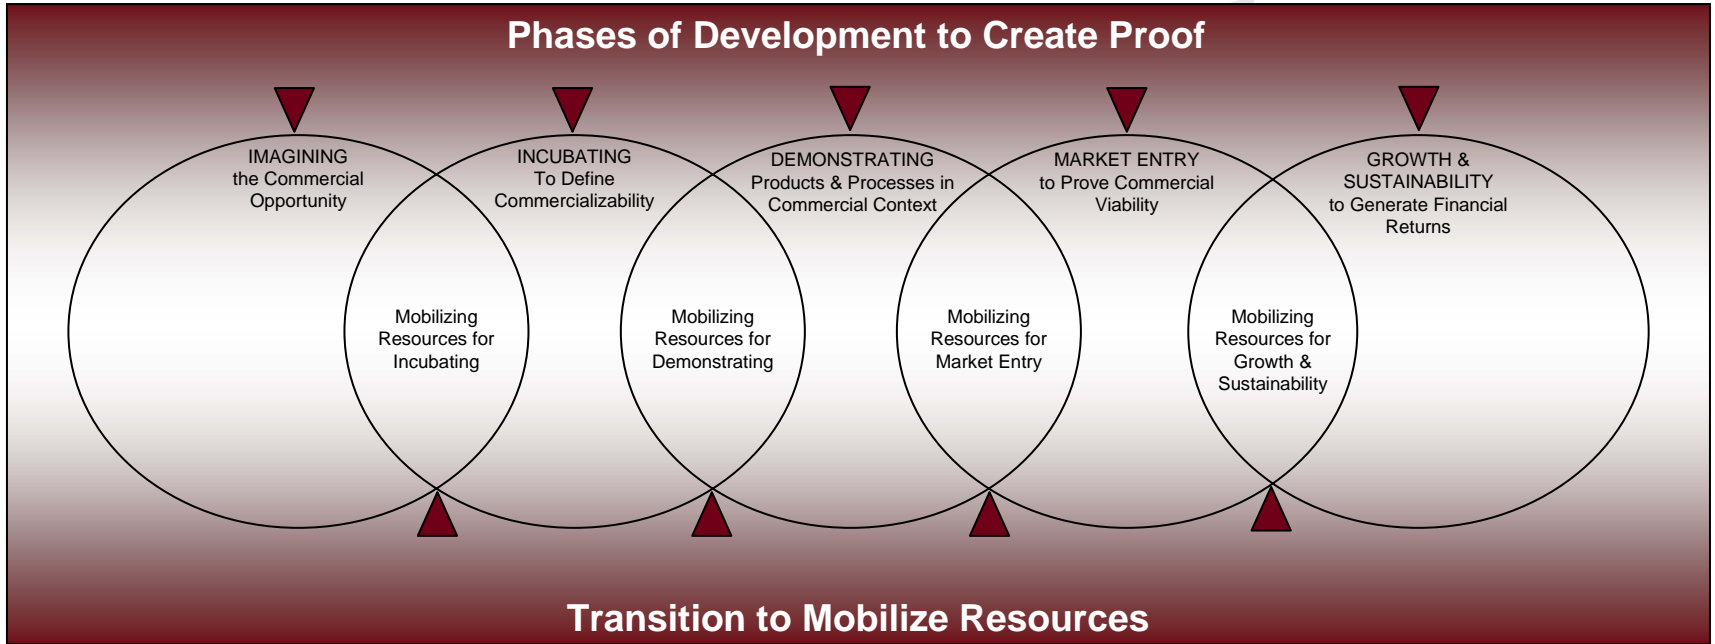 Phases of Development to Create Proof
IMAGINING
the Commercial
Opportunity
INCUBATING
To Define
Commercializability
DEMONSTRATING
Products & Processes in
Commercial Context
MARKET ENTRY
to Prove Commercial
Viability
GROWTH &
SUSTAINABILITY
to Generate Financial
Returns
Mobilizing
Resources for
Incubating
Mobilizing
Resources for
Demonstrating
Mobilizing
Resources for
Market Entry
Mobilizing
Resources for
Growth &
Sustainability
Transition to Mobilize Resources